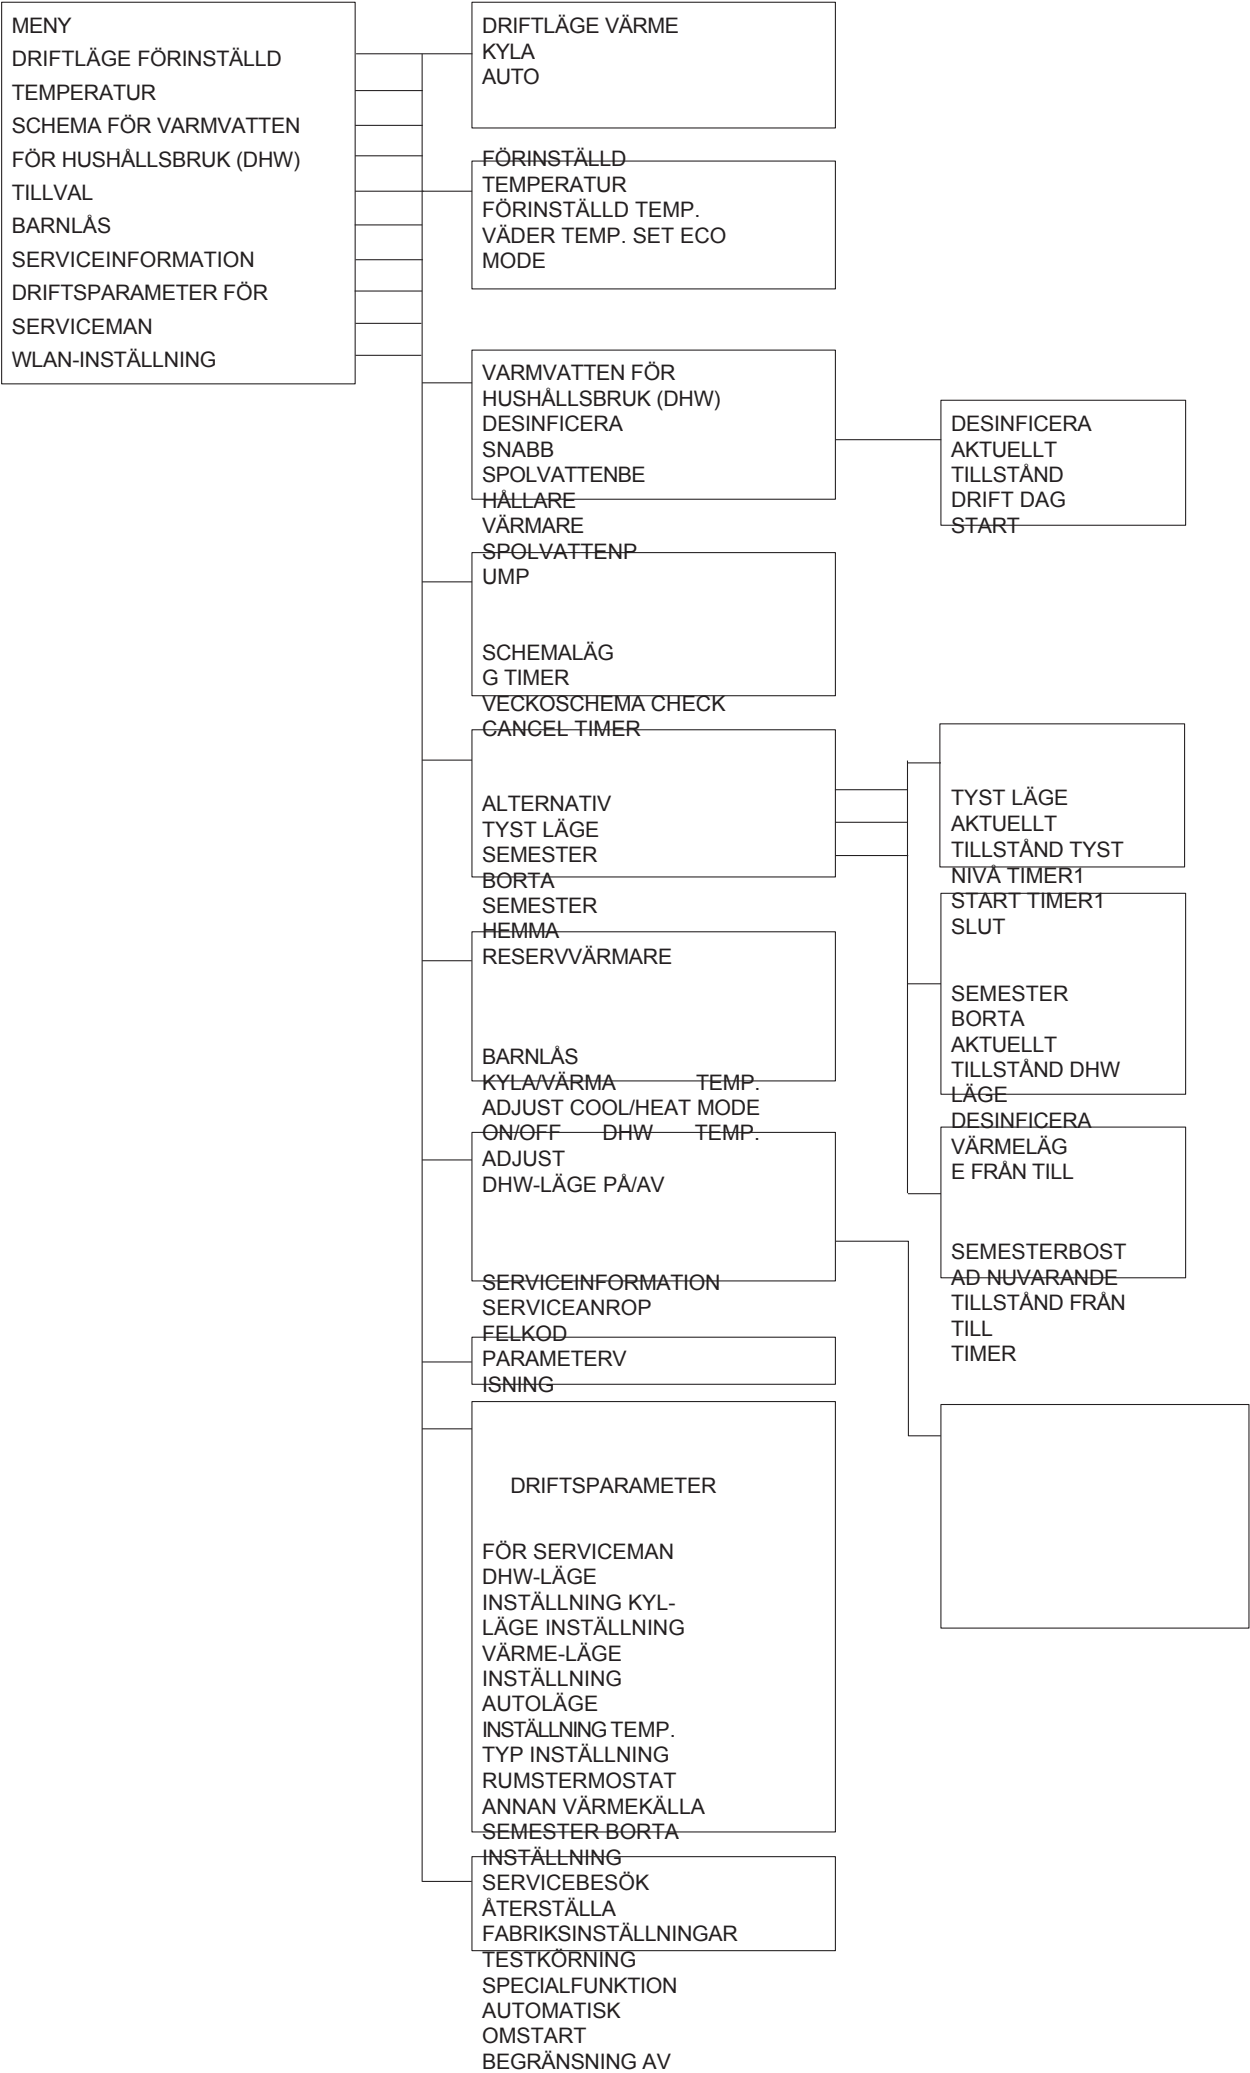 MENY
DRIFTLÄGE FÖRINSTÄLLD
TEMPERATUR
SCHEMA FÖR VARMVATTEN
FÖR HUSHÅLLSBRUK (DHW)
TILLVAL
BARNLÅS
SERVICEINFORMATION
DRIFTSPARAMETER FÖR
SERVICEMAN
WLAN-INSTÄLLNING
DRIFTLÄGE VÄRME
KYLA
AUTO
FÖRINSTÄLLD
TEMPERATUR
FÖRINSTÄLLD TEMP.
VÄDER TEMP. SET ECO
MODE
VARMVATTEN FÖR
HUSHÅLLSBRUK (DHW)
DESINFICERA
SNABB
SPOLVATTENBE
HÅLLARE
VÄRMARE
SPOLVATTENP
UMP
SCHEMALÄG
G TIMER
VECKOSCHEMA CHECK
CANCEL TIMER
ALTERNATIV
TYST LÄGE
SEMESTER
BORTA
SEMESTER
HEMMA
RESERVVÄRMARE
BARNLÅS
KYLA/VÄRMA TEMP.
ADJUST COOL/HEAT MODE
ON/OFF DHW TEMP.
ADJUST
DHW-LÄGE PÅ/AV
SERVICEINFORMATION
SERVICEANROP
FELKOD
PARAMETERV
ISNING
DRIFTSPARAMETER
FÖR SERVICEMAN
DHW-LÄGE
INSTÄLLNING KYL-
LÄGE INSTÄLLNING
VÄRME-LÄGE
INSTÄLLNING
AUTOLÄGE
INSTÄLLNING TEMP.
TYP INSTÄLLNING
RUMSTERMOSTAT
ANNAN VÄRMEKÄLLA
SEMESTER BORTA
INSTÄLLNING
SERVICEBESÖK
ÅTERSTÄLLA
FABRIKSINSTÄLLNINGAR
TESTKÖRNING
SPECIALFUNKTION
AUTOMATISK
OMSTART
BEGRÄNSNING AV
DESINFICERA
AKTUELLT
TILLSTÅND
DRIFT DAG
START
TYST LÄGE
AKTUELLT
TILLSTÅND TYST
NIVÅ TIMER1
START TIMER1
SLUT
SEMESTER
BORTA
AKTUELLT
TILLSTÅND DHW
LÄGE
DESINFICERA
VÄRMELÄG
E FRÅN TILL
SEMESTERBOST
AD NUVARANDE
TILLSTÅND FRÅN
TILL
TIMER